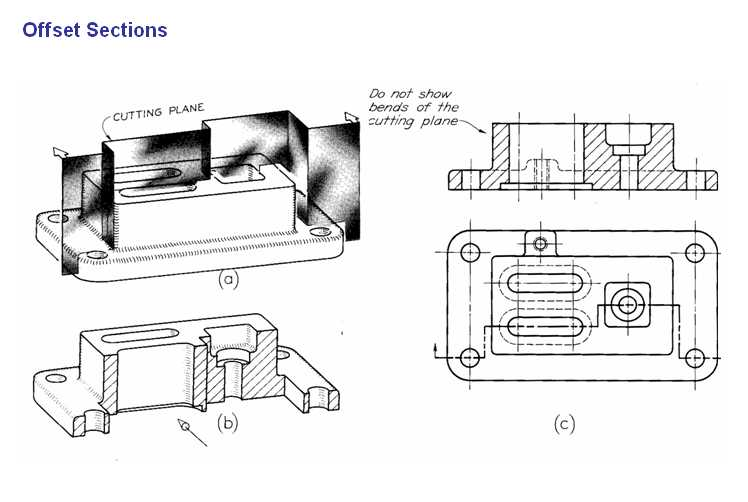 Offset Sections
CUTTING PLANE
Do not show
bends of the
cutting plane
(a)
(b)
(c)